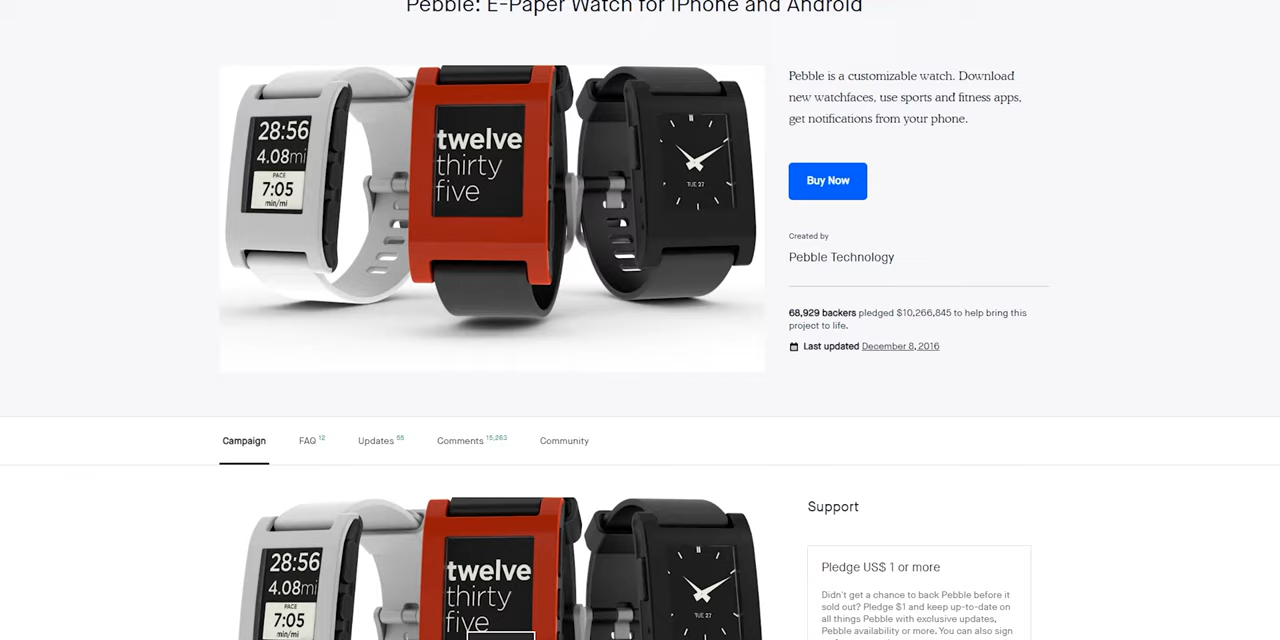 Pebble: E-Paper Watch for iPhone and Android
28:56
4.08mi
PACE
7:05
min/mi
twelve
thirty
five
TUE 27
Pebble is a customizable watch. Download
new watchfaces, use sports and fitness apps,
get notifications from your phone.
Buy Now
Created by
Pebble Technology
68,929 backers pledged $10,266,845 to help bring this
project to life.
Last updated December 8, 2016
Campaign FAQ 12 Updates 55 Comments 15,263 Community
28:56
4.08mi
PACE
7:05
min/mi
twelve
thirty
five
TUE 27
Support
Pledge US$ 1 or more
Didn't get a chance to back Pebble before it
sold out? Pledge $1 and keep up-to-date on
all things Pebble with exclusive updates,
Pebble availability or more. You can also sign